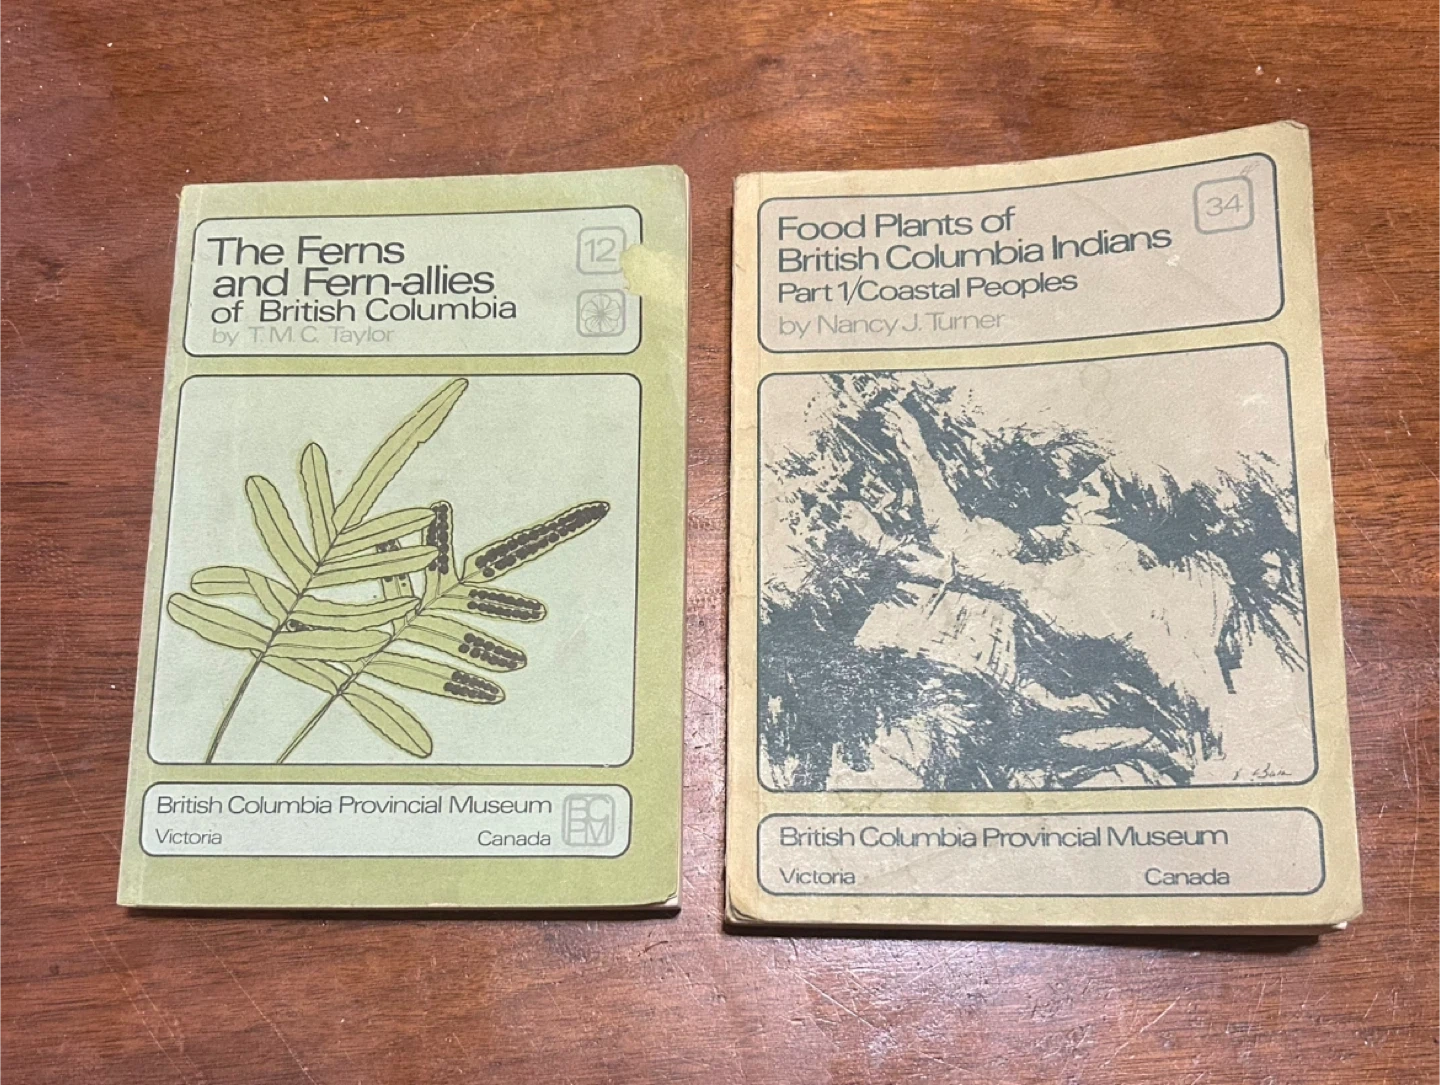 The Ferns
and Fern-allies
of British Columbia
by T. M. C. Taylor
12
British Columbia Provincial Museum
Victoria Canada
BC
PM
Food Plants of
British Columbia Indians
Part 1/Coastal Peoples
by Nancy J. Turner
34
British Columbia Provincial Museum
Victoria Canada